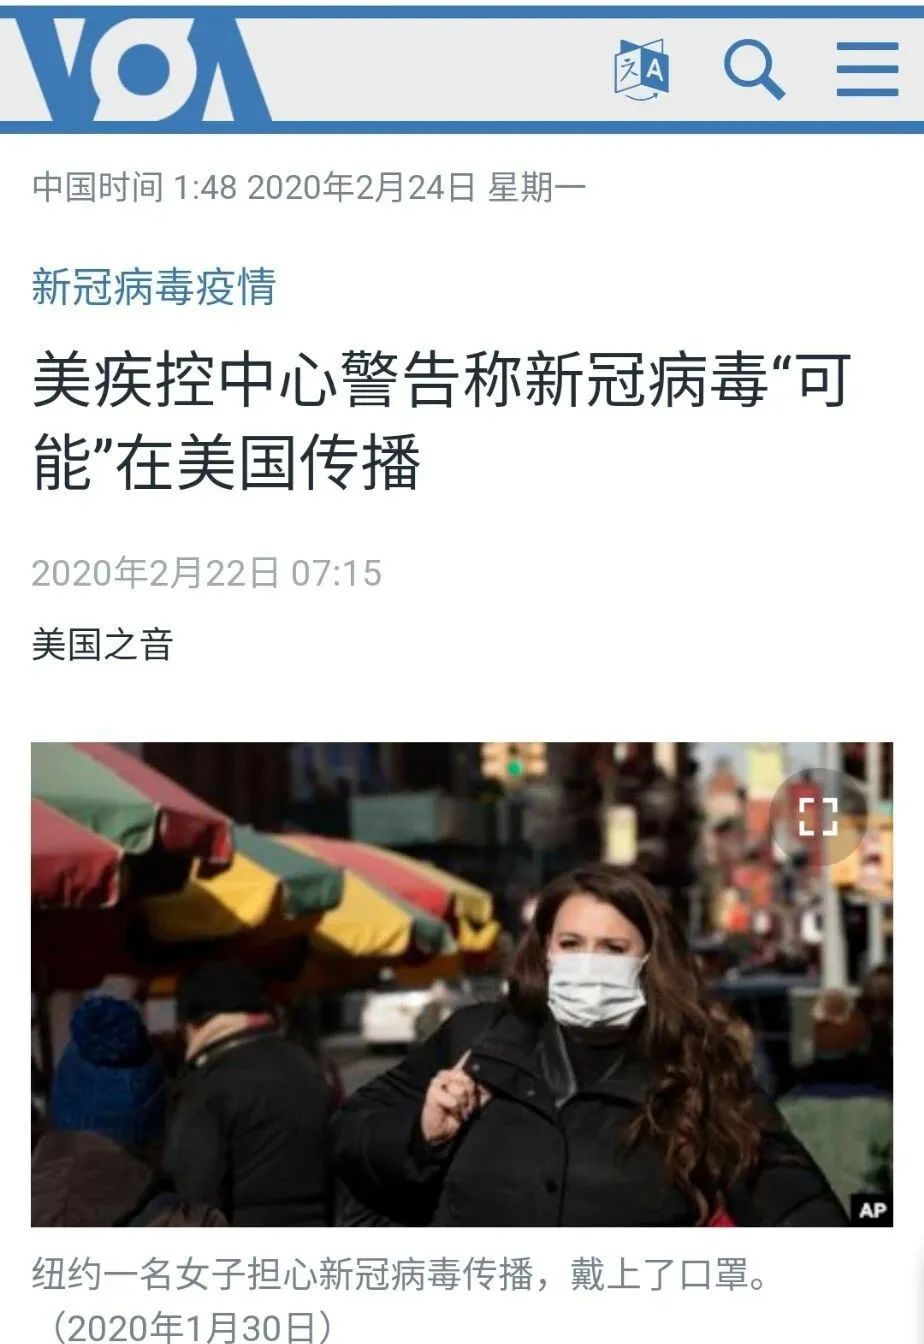 VOA
文A
中国时间 1:48 2020年2月24日 星期一
新冠病毒疫情
美疾控中心警告称新冠病毒“可
能”在美国传播
2020年2月22日 07:15
美国之音
AP
纽约一名女子担心新冠病毒传播，戴上了口罩。
（2020年1月30日）